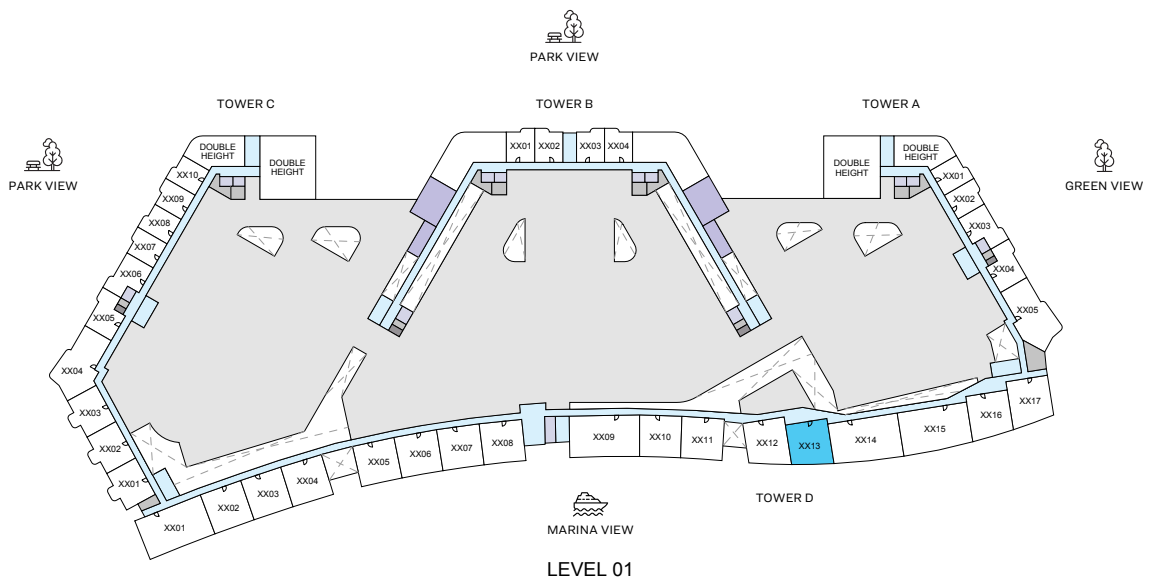 PARK VIEW
TOWER C
TOWER B
TOWER A
PARK VIEW
GREEN VIEW
DOUBLE
HEIGHT
DOUBLE
HEIGHT
XX10
XX09
XX08
XX07
XX06
XX05
XX04
XX03
XX02
XX01
XX01
XX02
XX03
XX04
DOUBLE
HEIGHT
DOUBLE
HEIGHT
XX01
XX02
XX03
XX04
XX05
XX01
XX02
XX03
XX04
XX05
XX06
XX07
XX08
XX09
XX10
XX11
XX12
XX13
XX14
XX15
XX16
XX17
TOWER D
MARINA VIEW
LEVEL 01